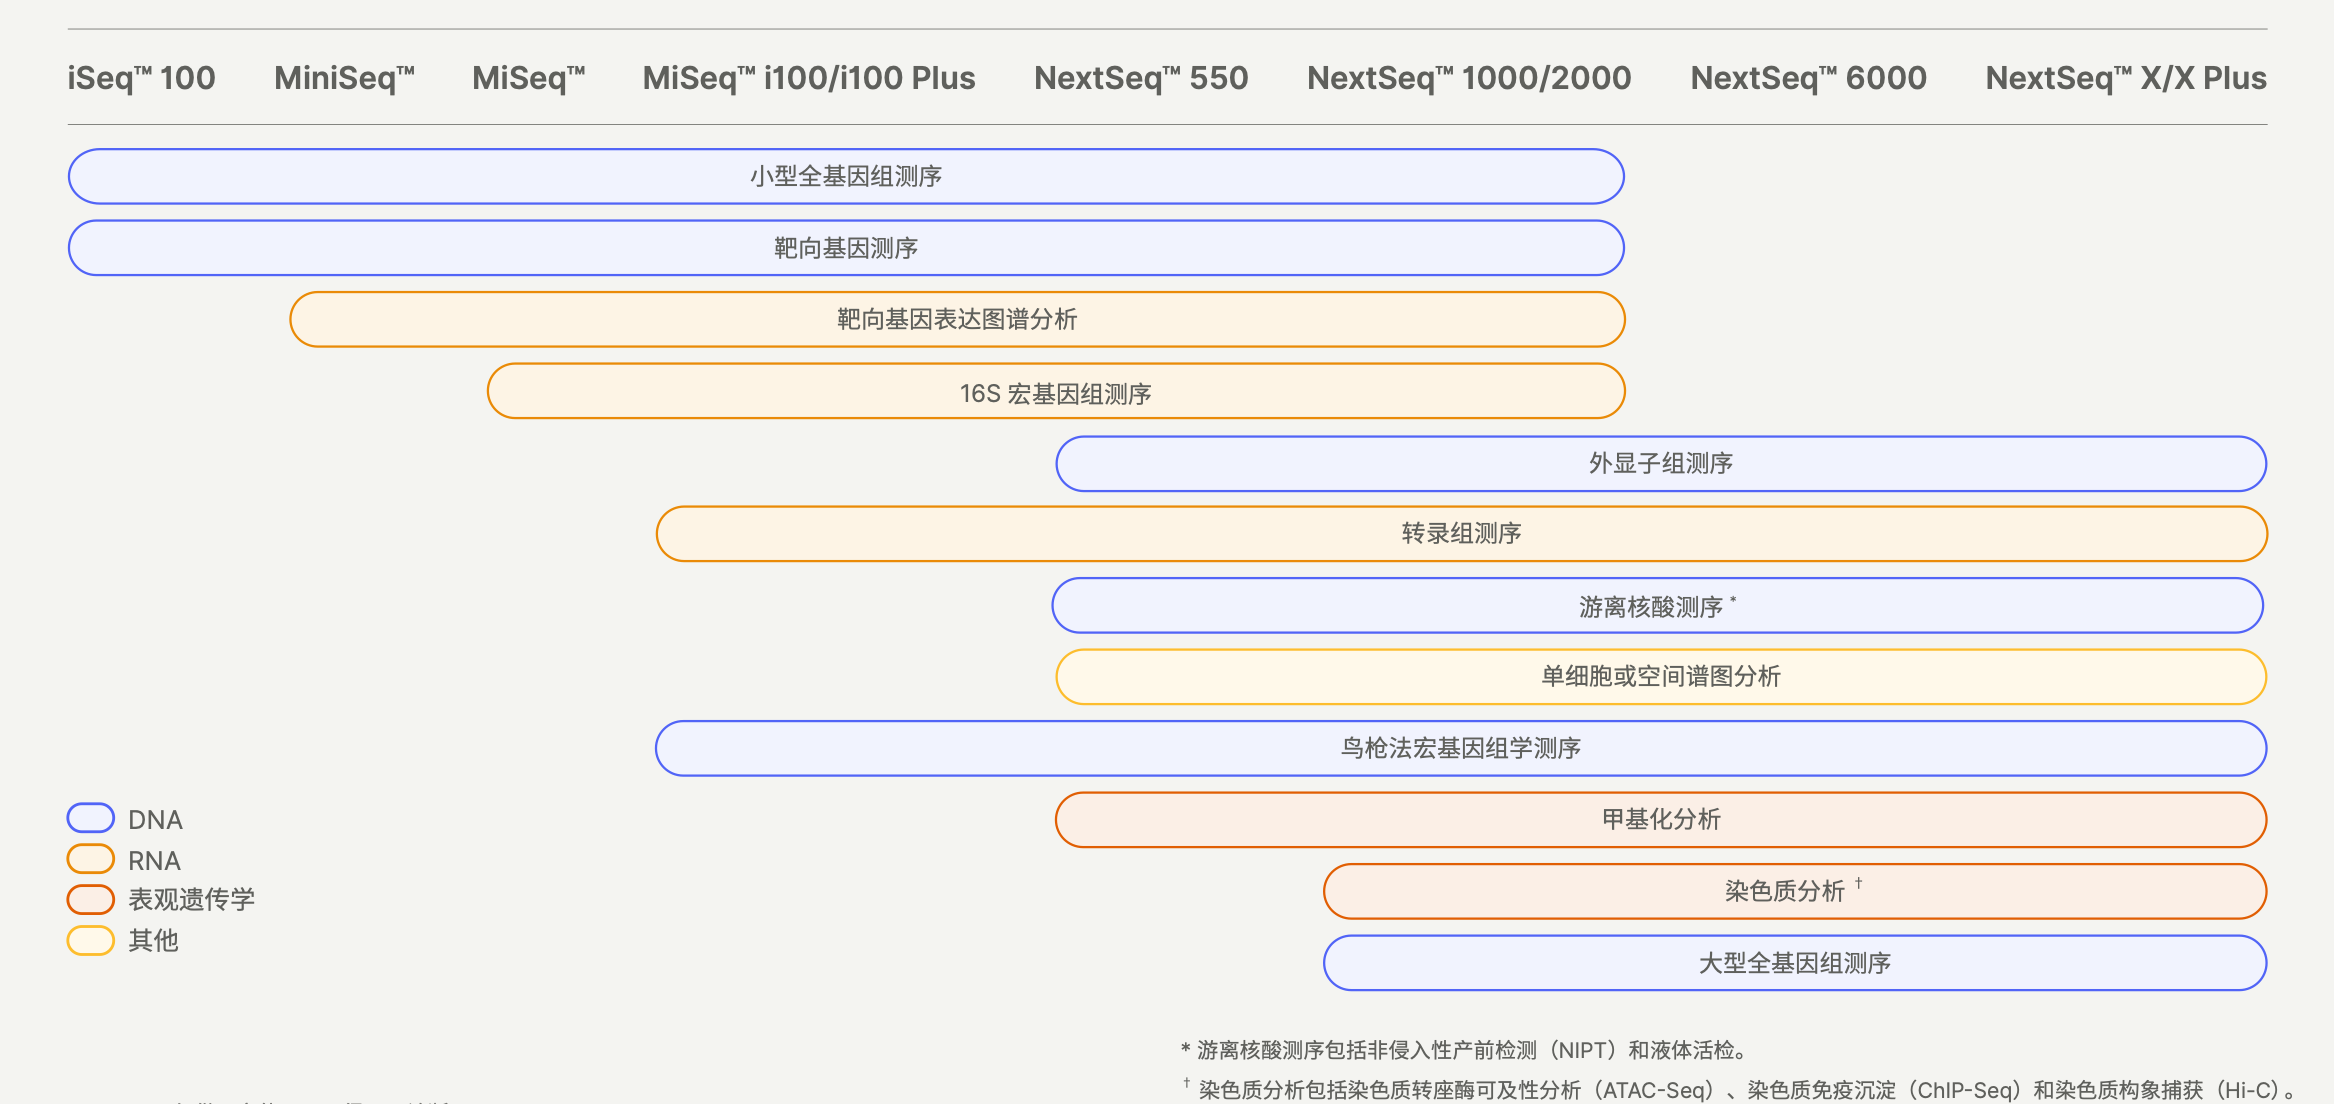 iSeq™ 100 MiniSeq™ MiSeq™ MiSeq™ i100/i100 Plus NextSeq™ 550 NextSeq™ 1000/2000 NextSeq™ 6000 NextSeq™ X/X Plus
小型全基因组测序
靶向基因测序
靶向基因表达图谱分析
16S 宏基因组测序
外显子组测序
转录组测序
游离核酸测序 *
单细胞或空间谱图分析
鸟枪法宏基因组学测序
甲基化分析
染色质分析 †
大型全基因组测序
DNA
RNA
表观遗传学
其他
* 游离核酸测序包括非侵入性产前检测（NIPT）和液体活检。
† 染色质分析包括染色质转座酶可及性分析（ATAC-Seq）、染色质免疫沉淀（ChIP-Seq）和染色质构象捕获（Hi-C）。